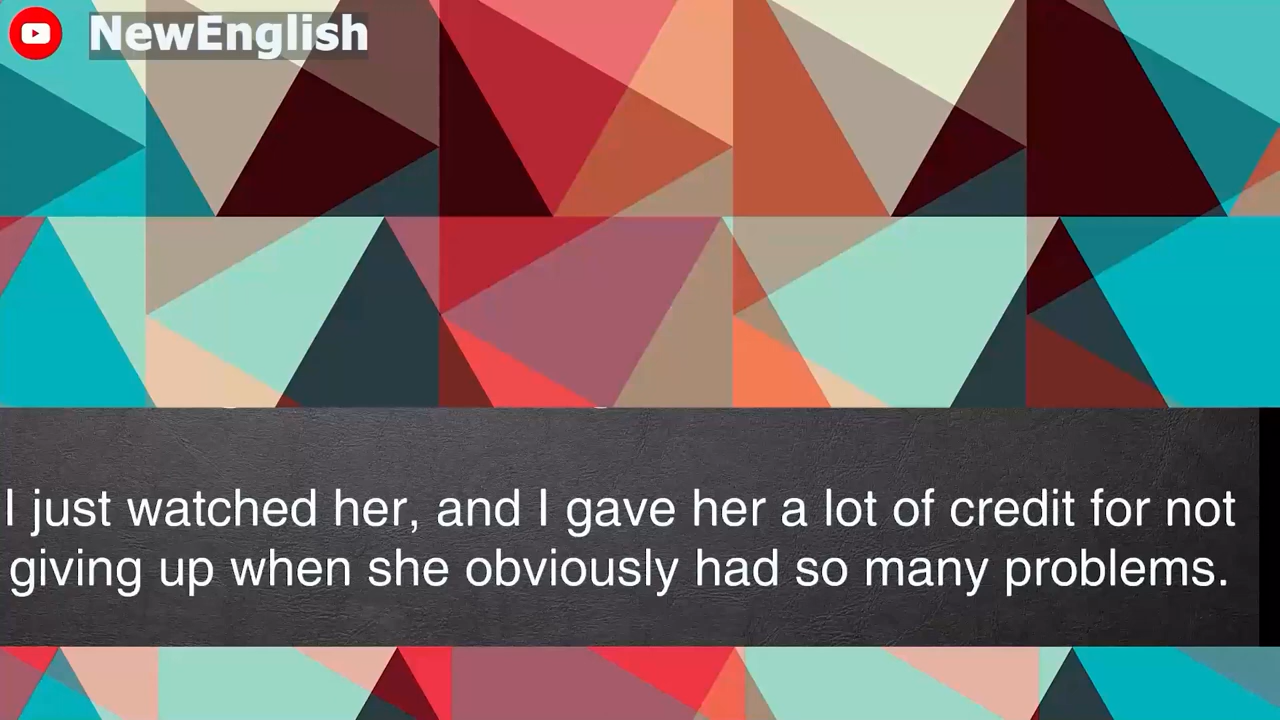 NewEnglish
I just watched her, and I gave her a lot of credit for not
giving up when she obviously had so many problems.